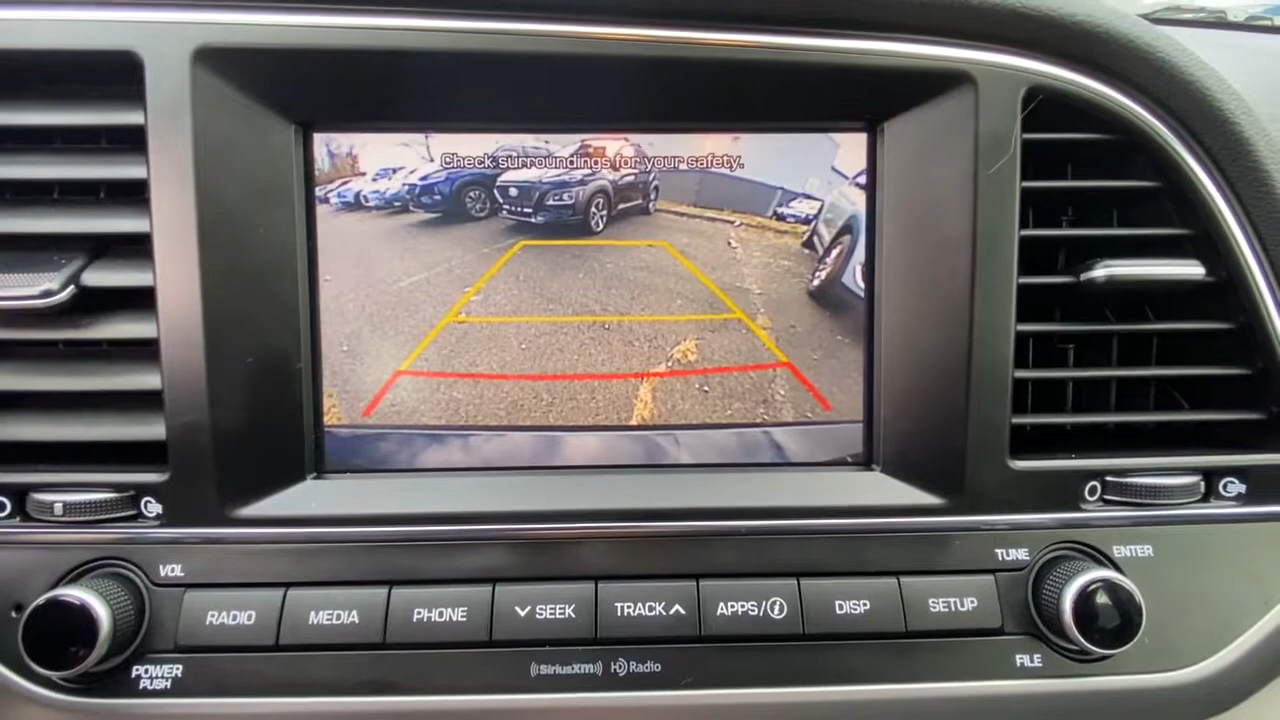 Check surroundings for your safety.
VOL
TUNE
ENTER
RADIO
MEDIA
PHONE
SEEK
TRACK
APPS/i
DISP
SETUP
POWER
PUSH
SiriusXM
HD Radio
FILE